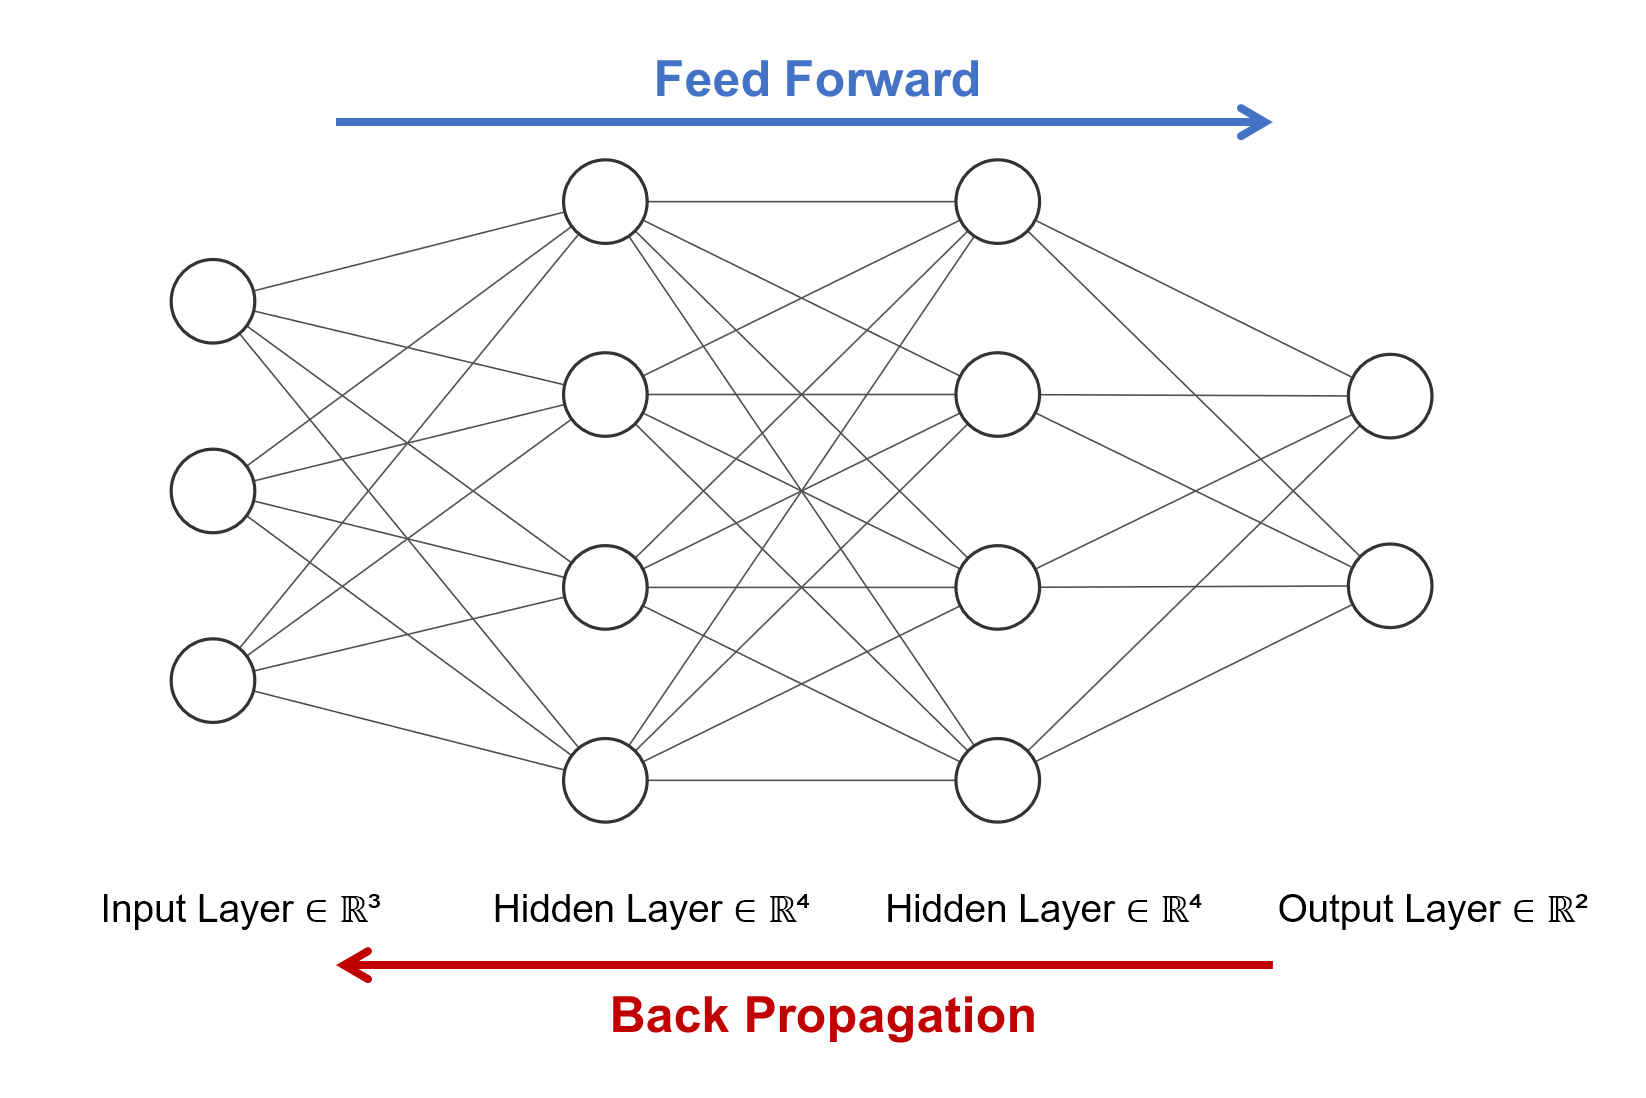 Feed Forward
Input Layer ∈ ℝ³
Hidden Layer ∈ ℝ⁴
Hidden Layer ∈ ℝ⁴
Output Layer ∈ ℝ²
Back Propagation